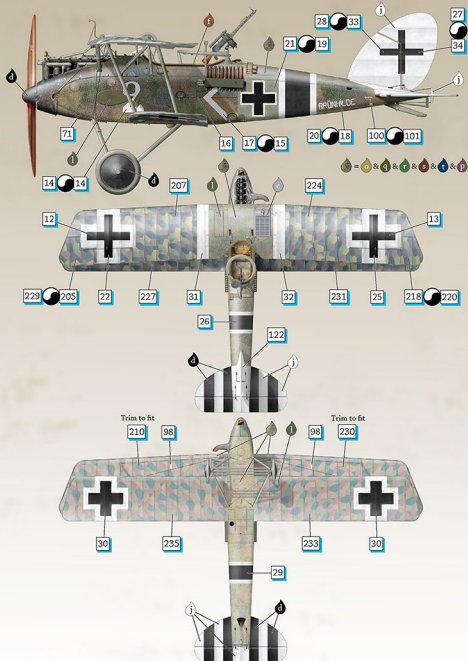 j
27
28 33
f
21 19
34
d
j
2
BRÜNHILDE
71
16
17 15
20 18
100 101
l
14 14
d
= o & q & r & s & t & p
207
l
c
224
12
13
229 205
22
227
31
32
231
25
218 220
26
122
d
j
Trim to fit
Trim to fit
210
98
l
98
230
30
235
233
30
29
j
d